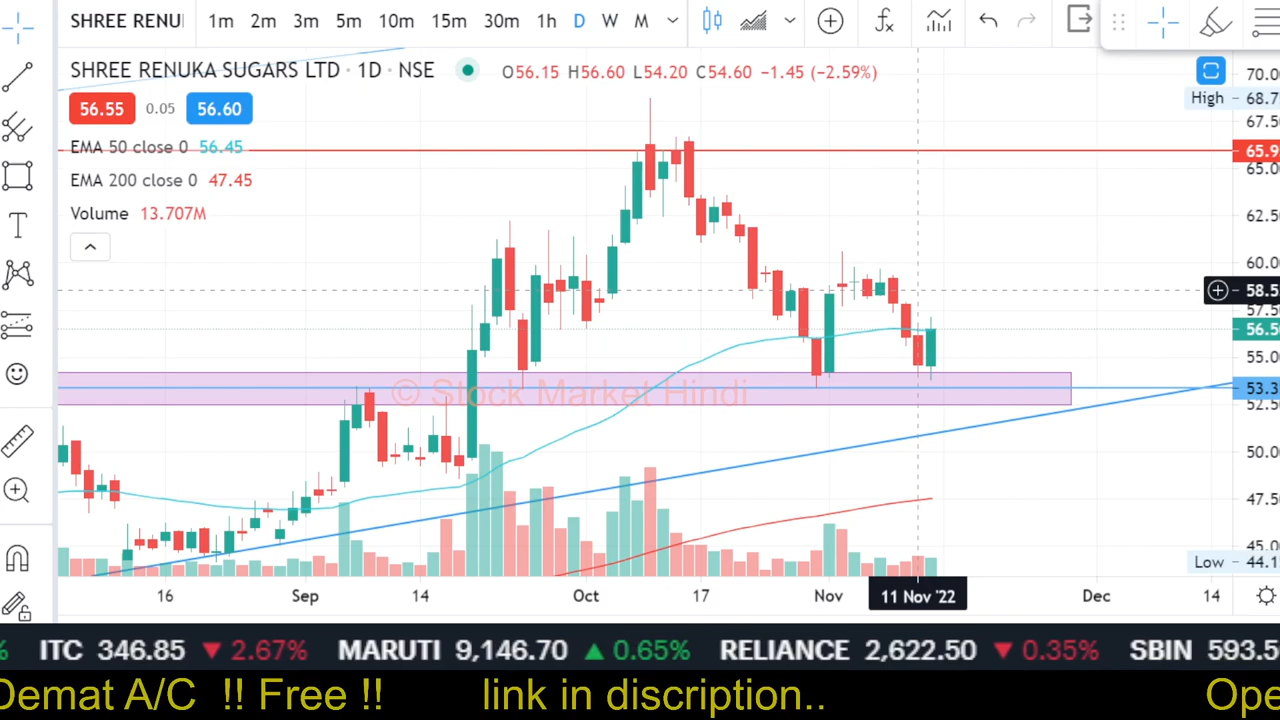 SHREE RENU 1m 2m 3m 5m 10m 15m 30m 1h D W M
SHREE RENUKA SUGARS LTD · 1D · NSE O56.15 H56.60 L54.20 C54.60 −1.45 (−2.59%)
56.55 0.05 56.60
EMA 50 close 0 56.45
EMA 200 close 0 47.45
Volume 13.707M
70.0
High 68.7
67.5
65.9
65.0
62.5
60.0
58.5
57.5
56.5
55.0
53.3
52.5
50.0
47.5
45.0
Low 44.1
© Stock Market Hindi
16 Sep 14 Oct 17 Nov 11 Nov '22 Dec 14
% ITC 346.85 ▼ 2.67% MARUTI 9,146.70 ▲ 0.65% RELIANCE 2,622.50 ▼ 0.35% SBIN 593.5
Demat A/C !! Free !! link in discription.. Ope